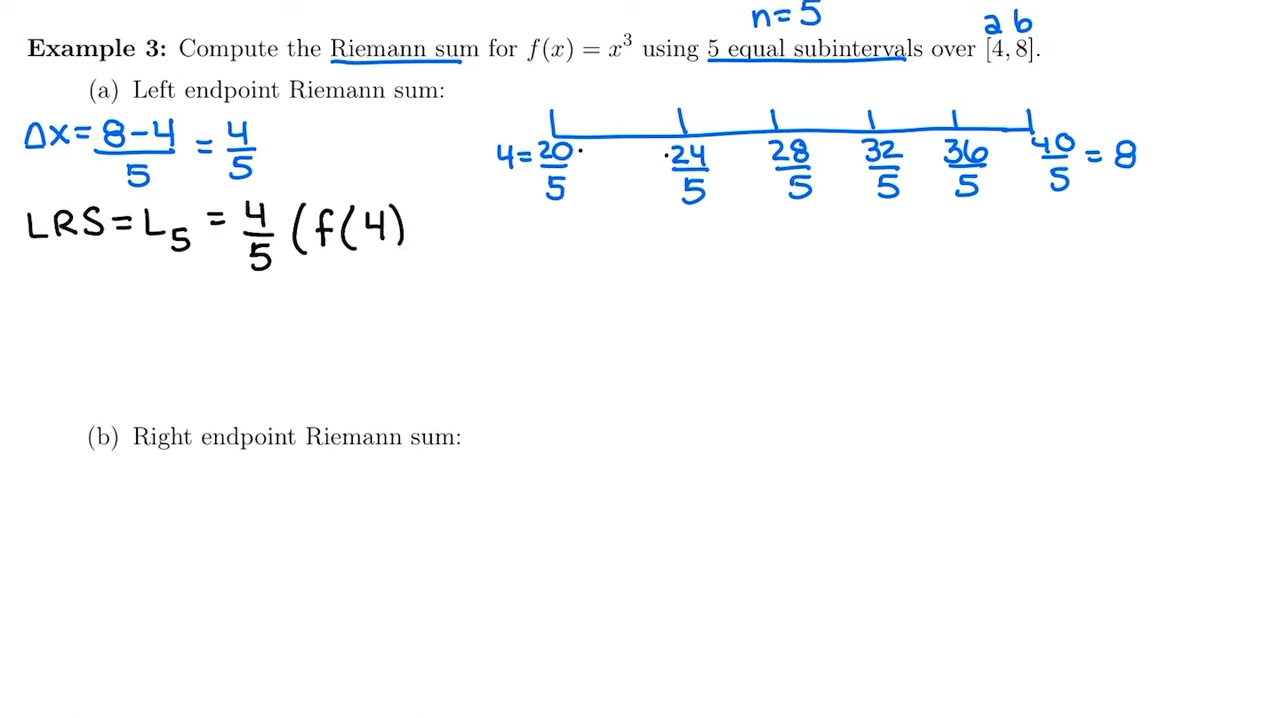 n=5
a b
Example 3: Compute the Riemann sum for f(x) = x³ using 5 equal subintervals over [4, 8].
(a) Left endpoint Riemann sum:
Δx = 8-4/5 = 4/5
4 = 20/5 24/5 28/5 32/5 36/5 40/5 = 8
LRS = L₅ = 4/5 (f(4)
(b) Right endpoint Riemann sum: